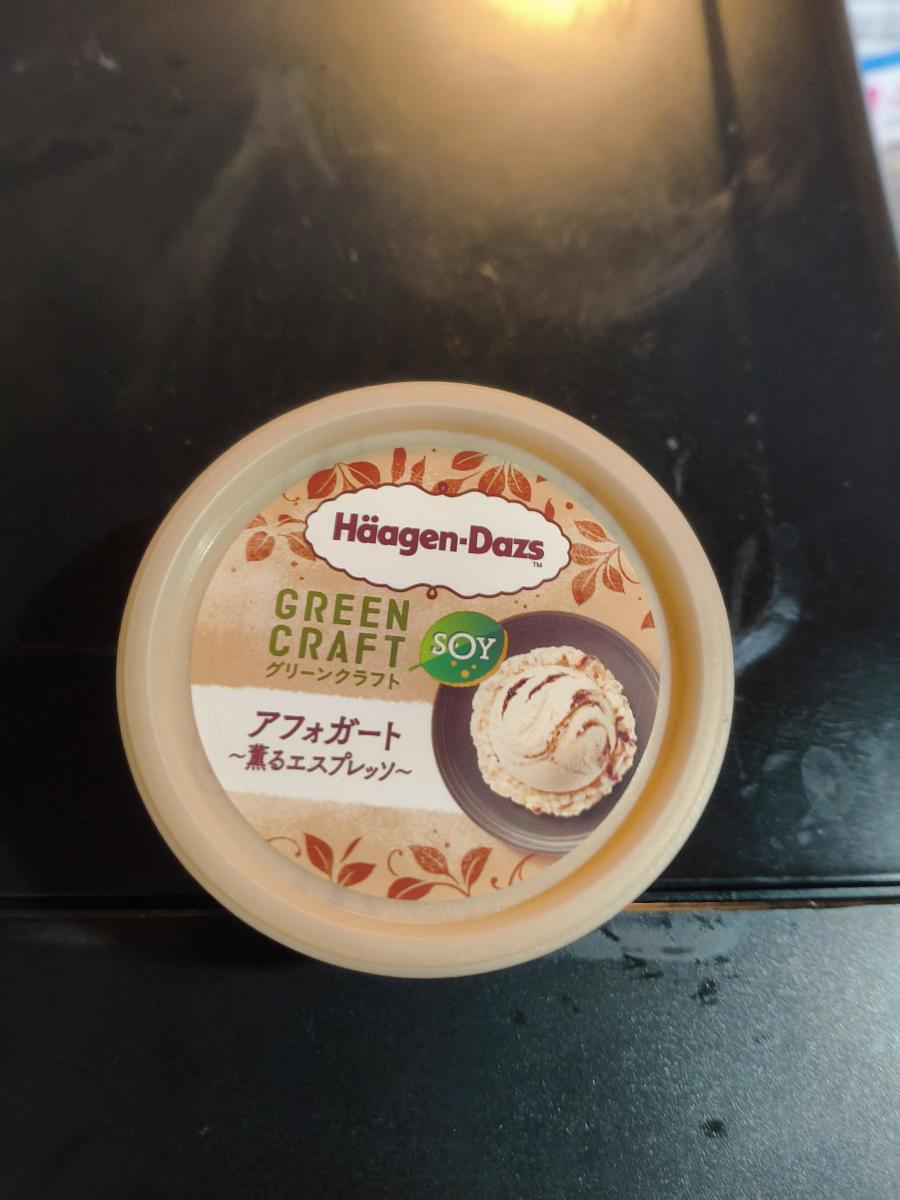 Häagen-Dazs
TM
GREEN
CRAFT
SOY
グリーンクラフト
アフォガート
～薫るエスプレッソ～